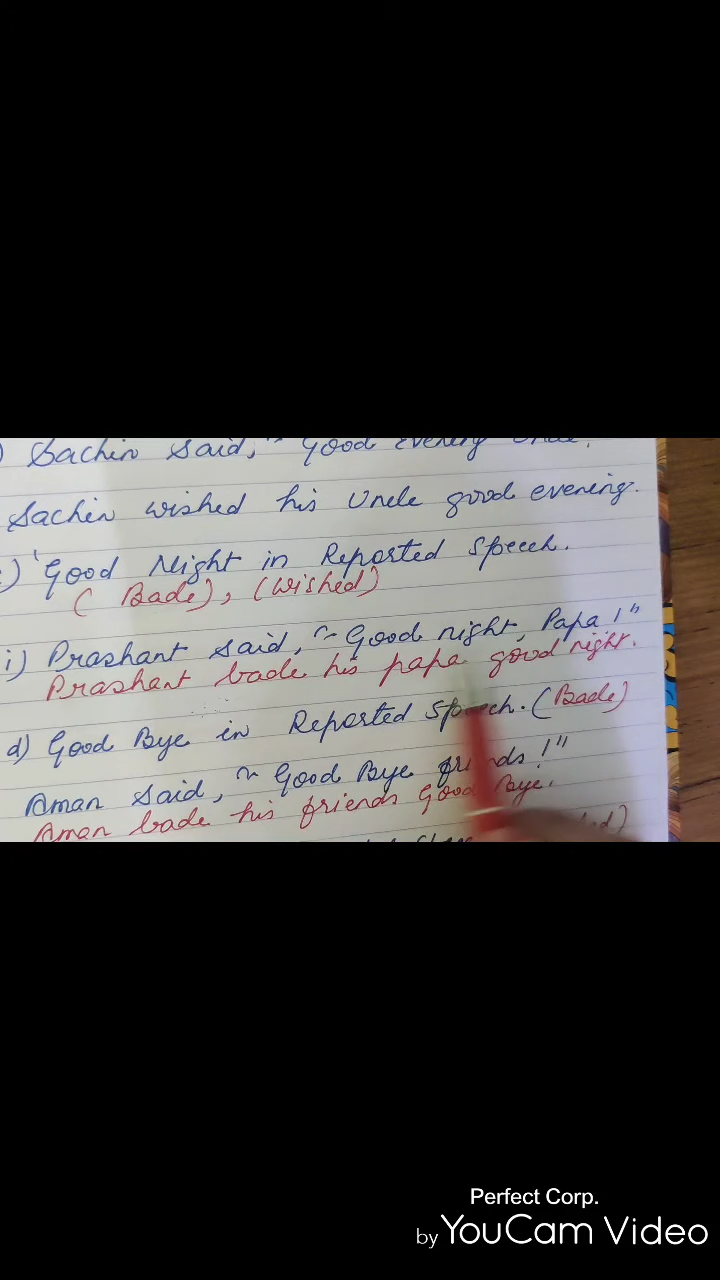 ) Sachin said, " Good evening Uncle.
Sachin wished his Uncle good evening.
c) 'Good Night in Reported Speech.
( Bade), (Wished)
i) Prashant said, "Good night, Papa !"
Prashant bade his papa good night.
d) Good Bye in Reported Speech. (Bade)
Aman said, " Good Bye friends !"
Aman bade his friends Good Bye.
Perfect Corp.
by YouCam Video